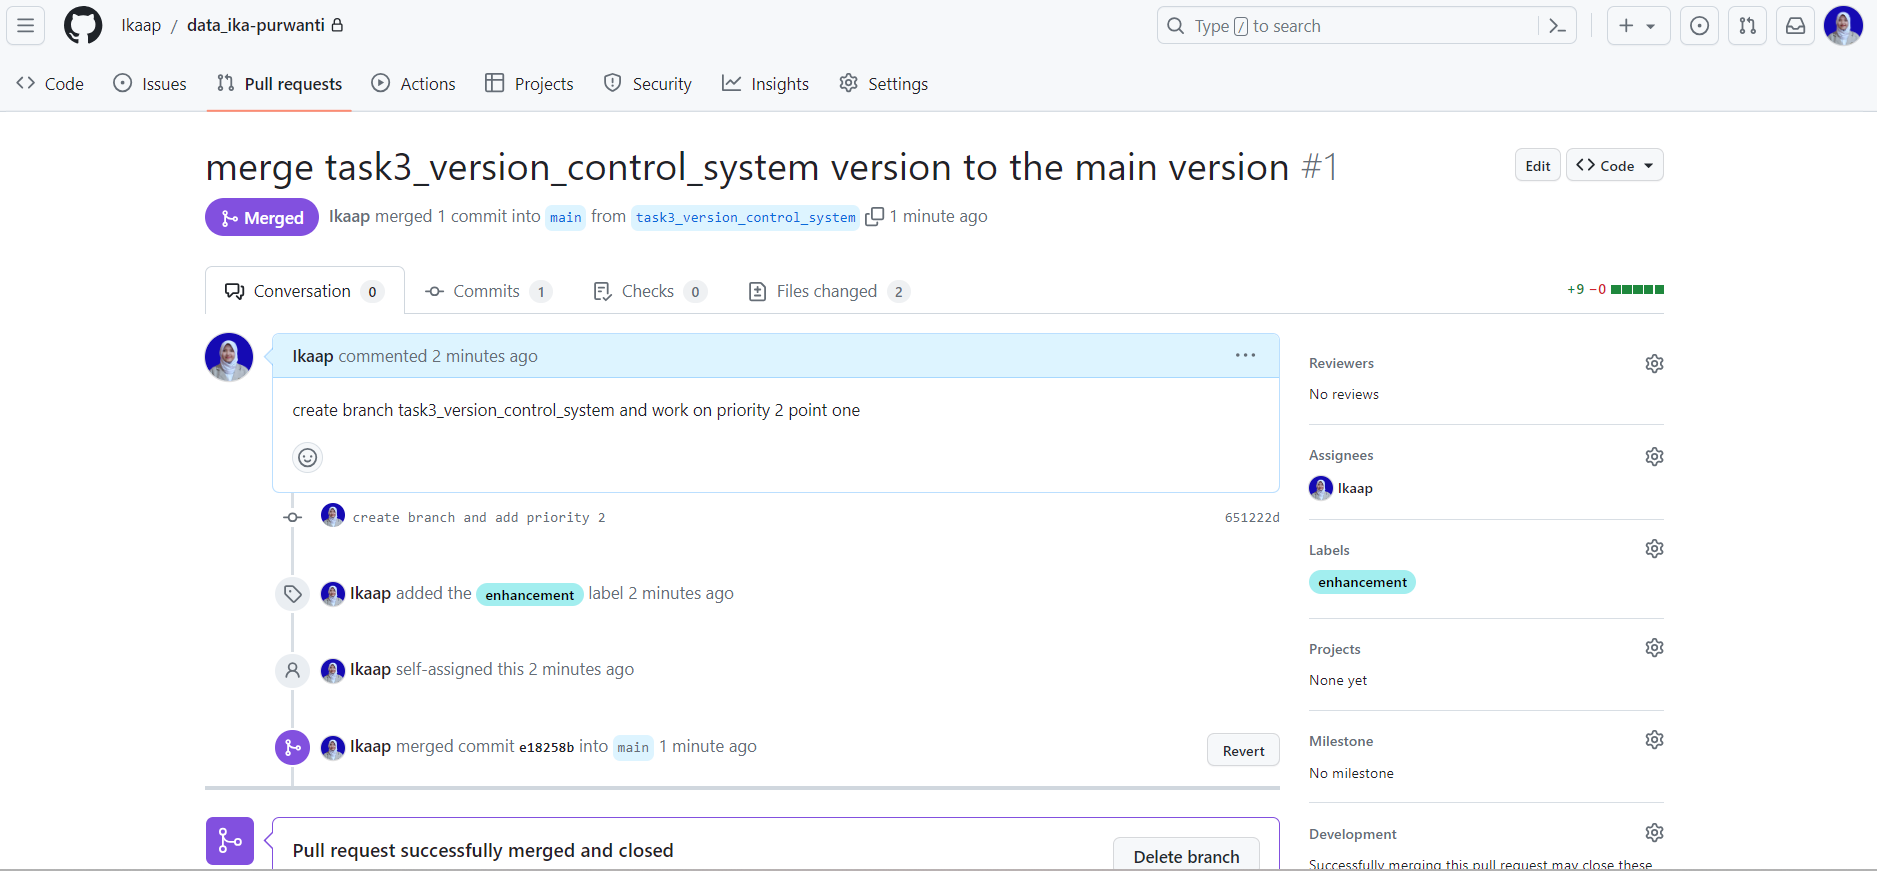 Ikaap / data_ika-purwanti
Type / to search
Code Issues Pull requests Actions Projects Security Insights Settings
merge task3_version_control_system version to the main version #1
Edit Code
Merged Ikaap merged 1 commit into main from task3_version_control_system 1 minute ago
Conversation 0 Commits 1 Checks 0 Files changed 2
+9 −0
Ikaap commented 2 minutes ago
create branch task3_version_control_system and work on priority 2 point one
create branch and add priority 2 651222d
Ikaap added the enhancement label 2 minutes ago
Ikaap self-assigned this 2 minutes ago
Ikaap merged commit e18258b into main 1 minute ago
Revert
Pull request successfully merged and closed
Delete branch
Reviewers
No reviews
Assignees
Ikaap
Labels
enhancement
Projects
None yet
Milestone
No milestone
Development
Successfully merging this pull request may close these